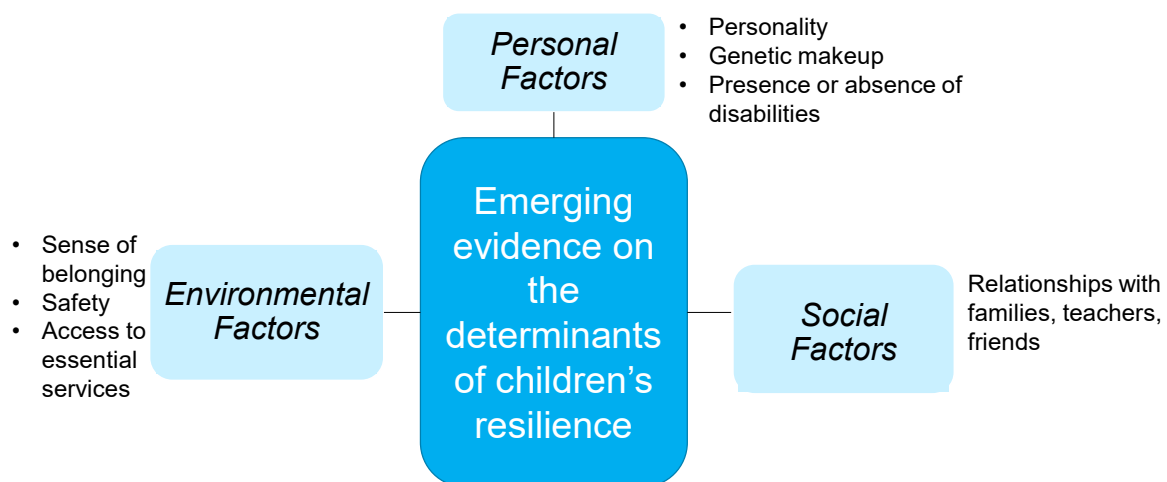 Personal
Factors
• Personality
• Genetic makeup
• Presence or absence of
disabilities
Emerging
evidence on
the
determinants
of children’s
resilience
• Sense of
belonging
• Safety
• Access to
essential
services
Environmental
Factors
Social
Factors
Relationships with
families, teachers,
friends